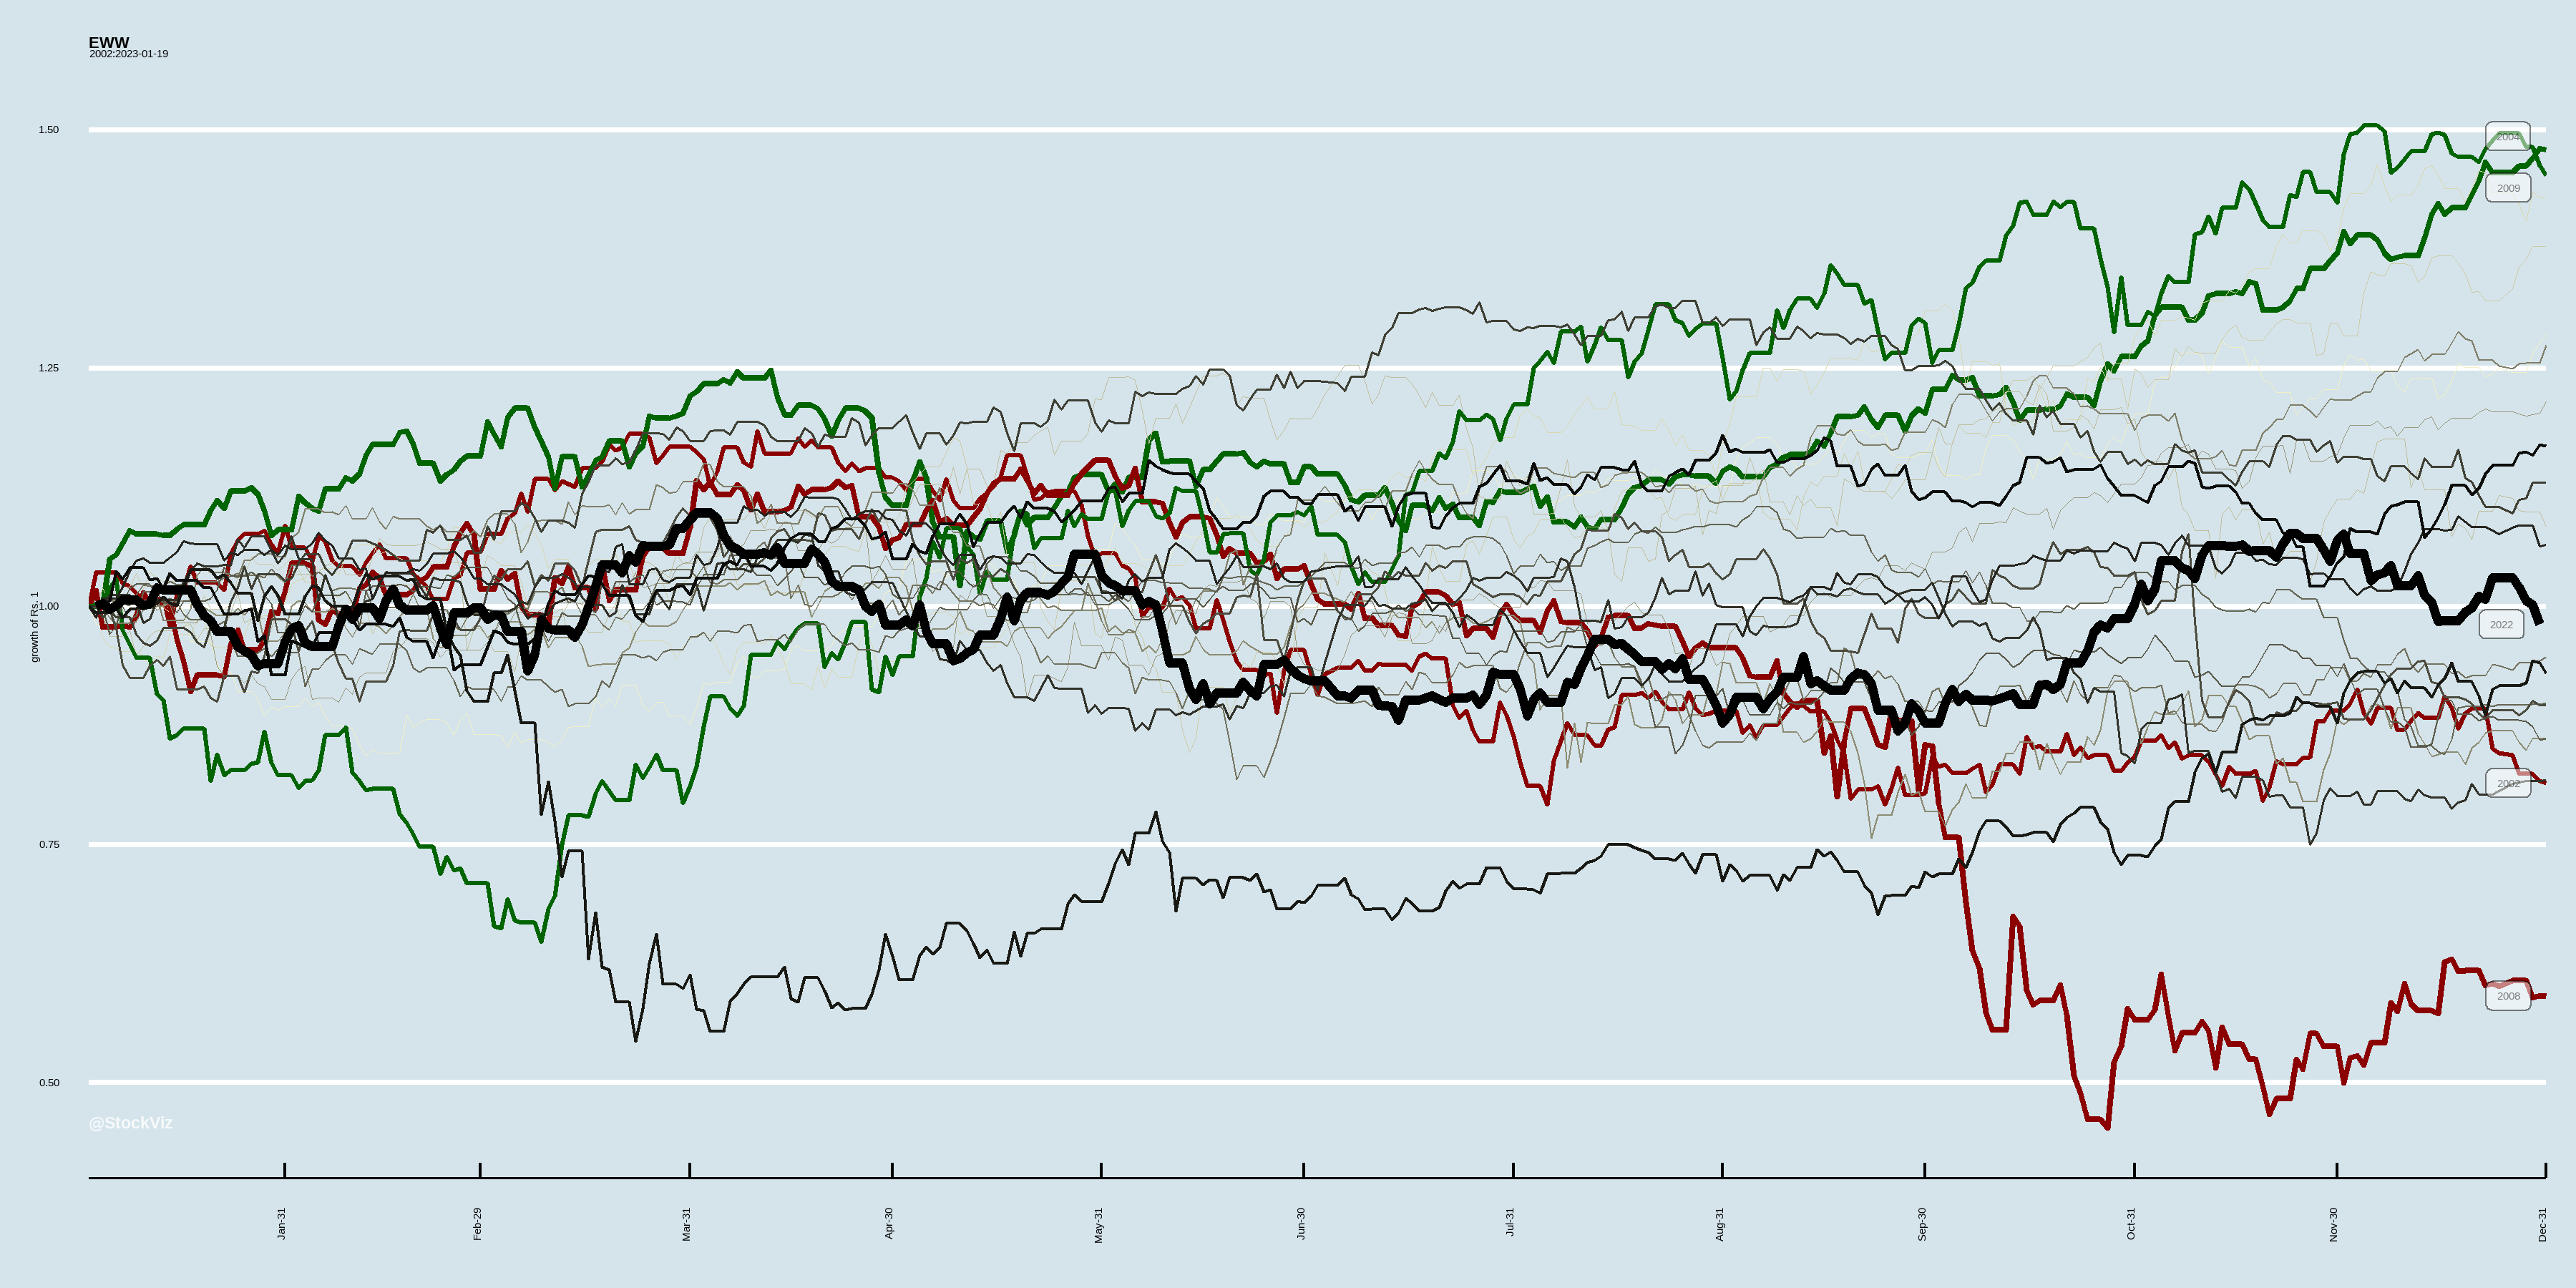 EWW
2002:2023-01-19
1.50
1.25
1.00
0.75
0.50
growth of Rs. 1
2004
2009
2022
2002
2008
@StockViz
Jan-31
Feb-29
Mar-31
Apr-30
May-31
Jun-30
Jul-31
Aug-31
Sep-30
Oct-31
Nov-30
Dec-31